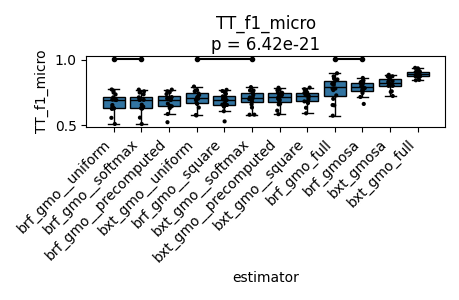 TT_f1_micro
p = 6.42e-21
TT_f1_micro
1.0
0.5
brf_gmo__uniform
brf_gmo__softmax
brf_gmo__precomputed
bxt_gmo__uniform
brf_gmo__square
bxt_gmo__softmax
bxt_gmo__precomputed
bxt_gmo__square
brf_gmo_full
brf_gmosa
bxt_gmosa
bxt_gmo_full
estimator